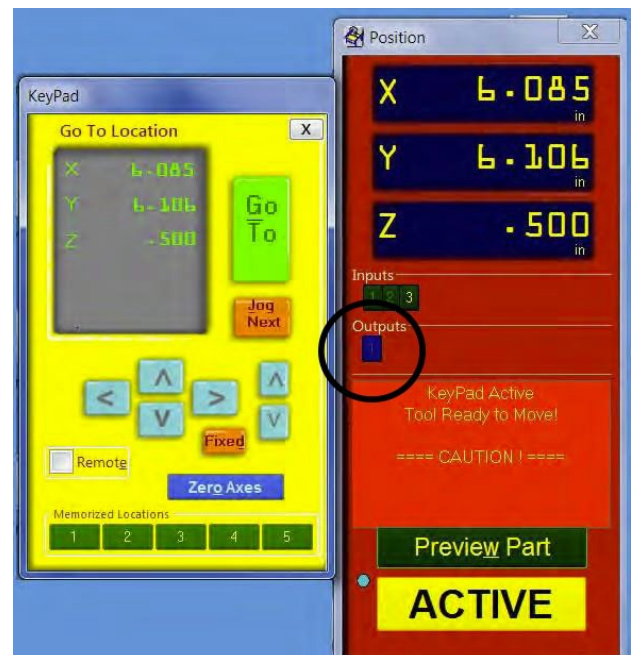 KeyPad
Go To Location
X
X 6.085
Y 6.106
Z .500
Go
To
Jog
Next
<
^
V
>
^
V
Fixed
Remote
Zero Axes
Memorized Locations
1 2 3 4 5
Position
X
X 6.085
in
Y 6.106
in
Z .500
in
Inputs
1 2 3
Outputs
1
KeyPad Active
Tool Ready to Move!
==== CAUTION ! ====
Preview Part
ACTIVE